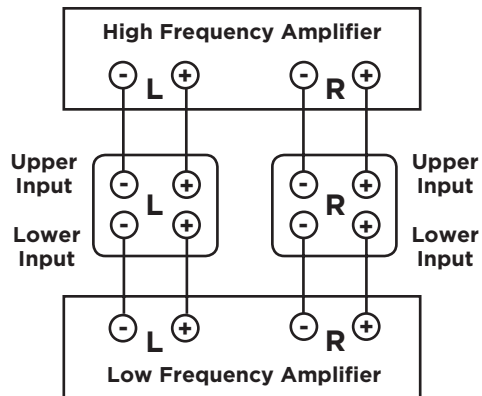 High Frequency Amplifier
- L + - R +
Upper Input - L + - R + Upper Input
Lower Input - + - + Lower Input
- L + - R +
Low Frequency Amplifier